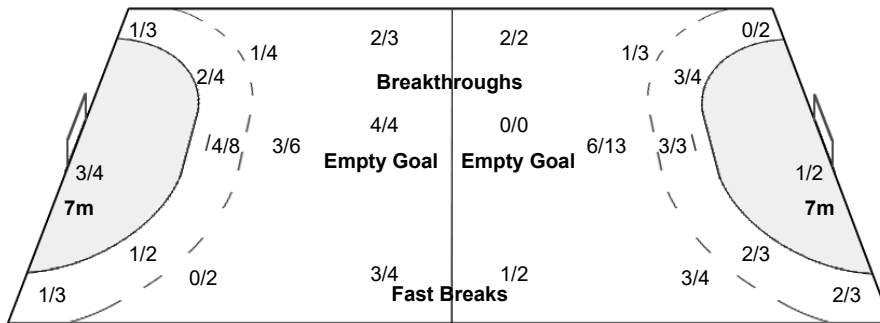 1/3 2/3 2/2 0/2
1/4 1/3
2/4 Breakthroughs 3/4
4/4 0/0
4/8 3/6 6/13 3/3
Empty Goal Empty Goal
3/4 1/2
7m 7m
1/2 2/3
0/2 3/4 1/2 3/4
1/3 Fast Breaks 2/3